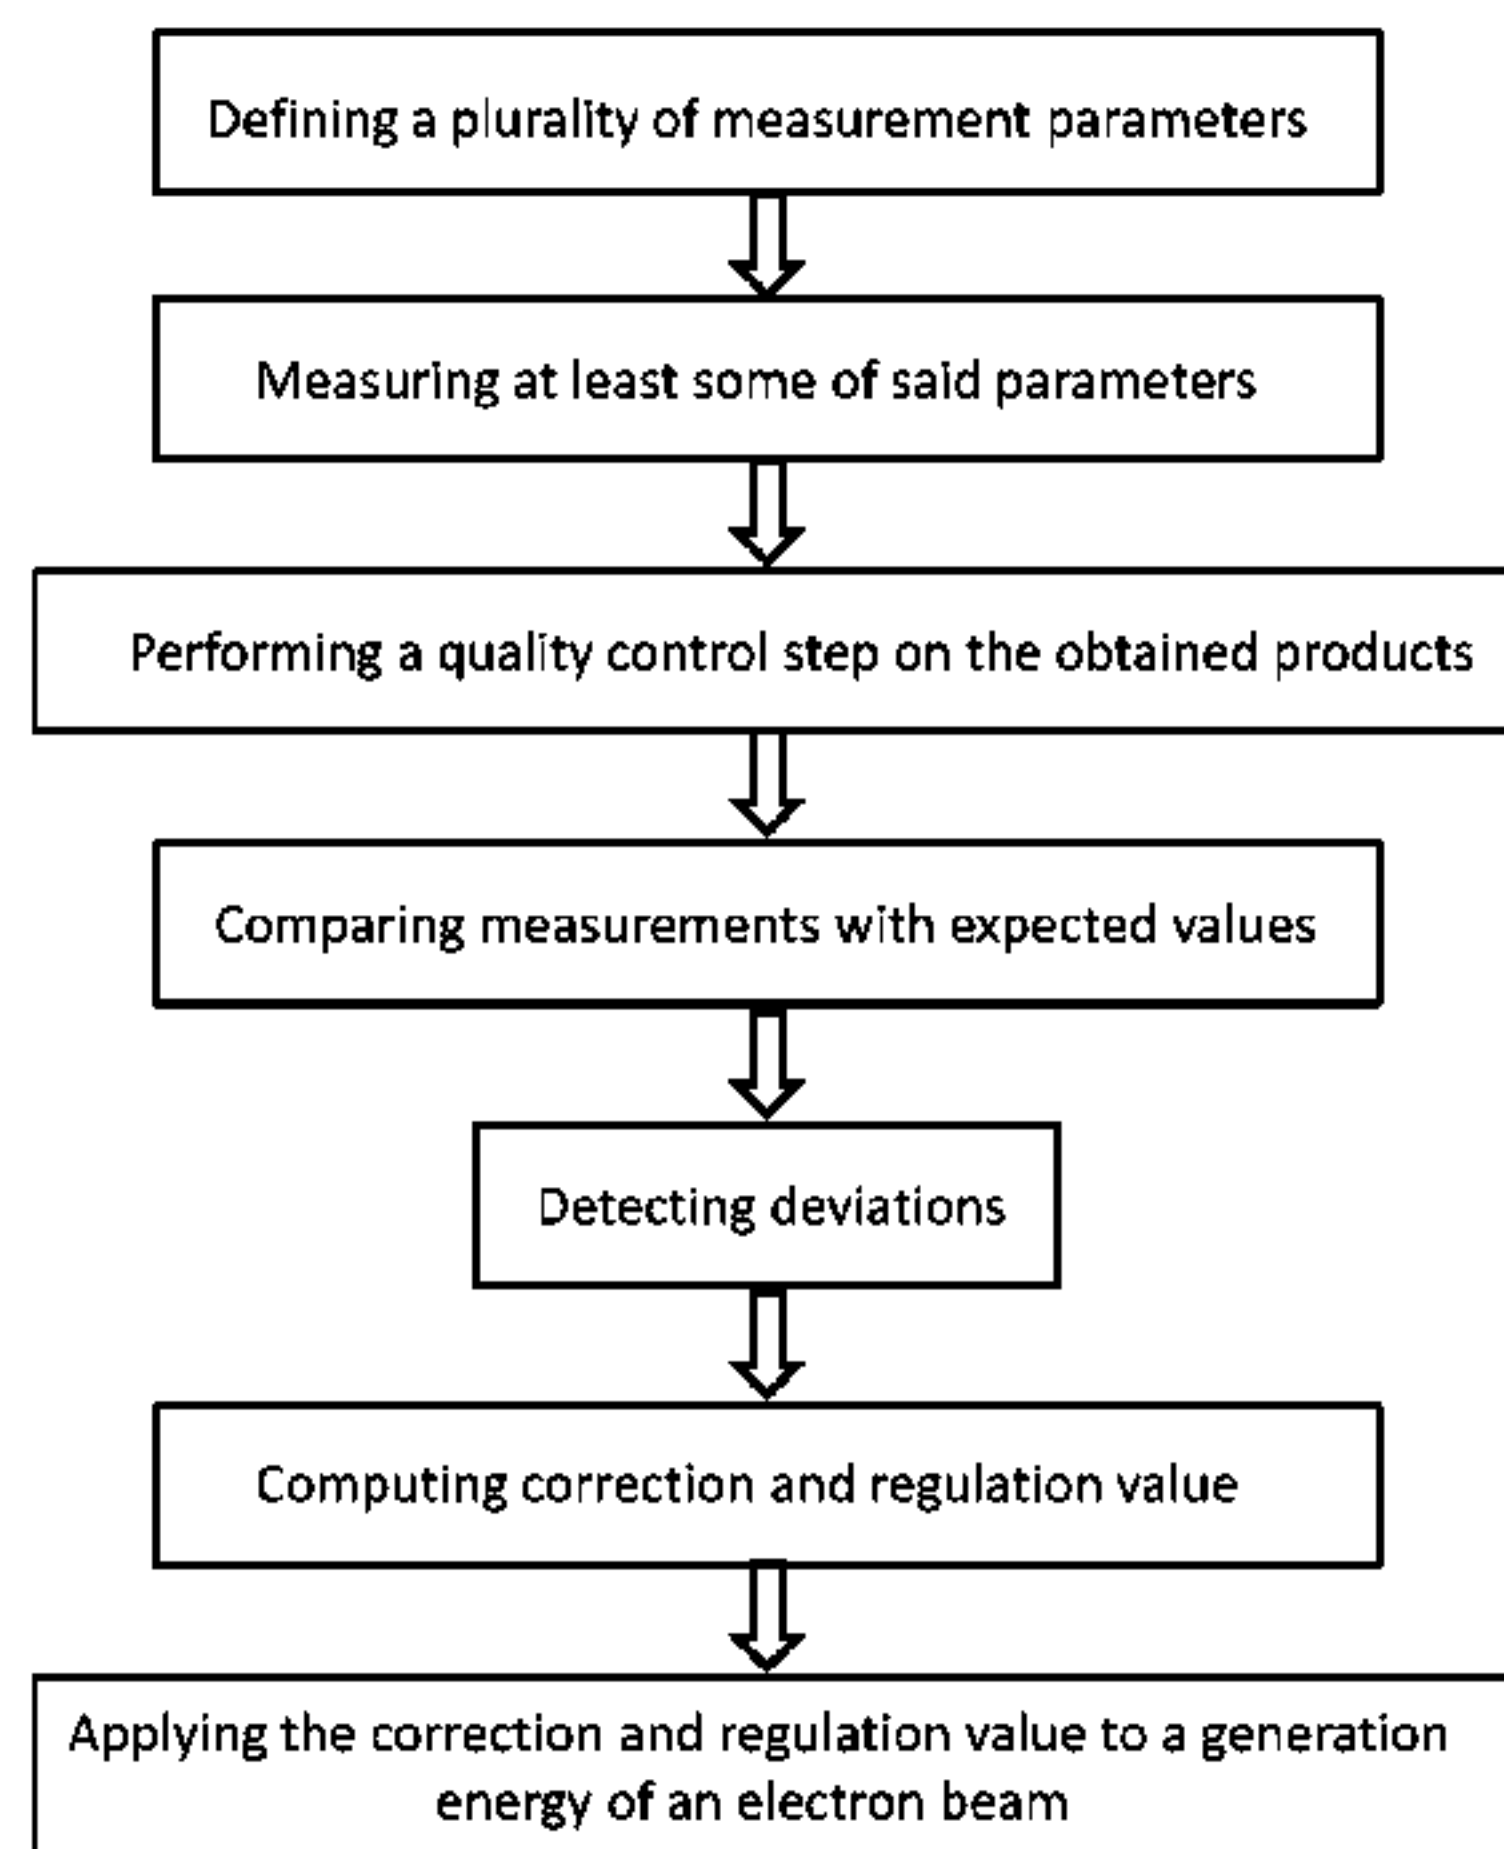 Defining a plurality of measurement parameters
Measuring at least some of said parameters
Performing a quality control step on the obtained products
Comparing measurements with expected values
Detecting deviations
Computing correction and regulation value
Applying the correction and regulation value to a generation
energy of an electron beam